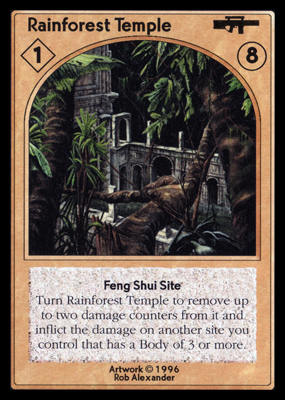 Rainforest Temple
1
8
Feng Shui Site
Turn Rainforest Temple to remove up
to two damage counters from it and
inflict the damage on another site you
control that has a Body of 3 or more.
Artwork © 1996
Rob Alexander